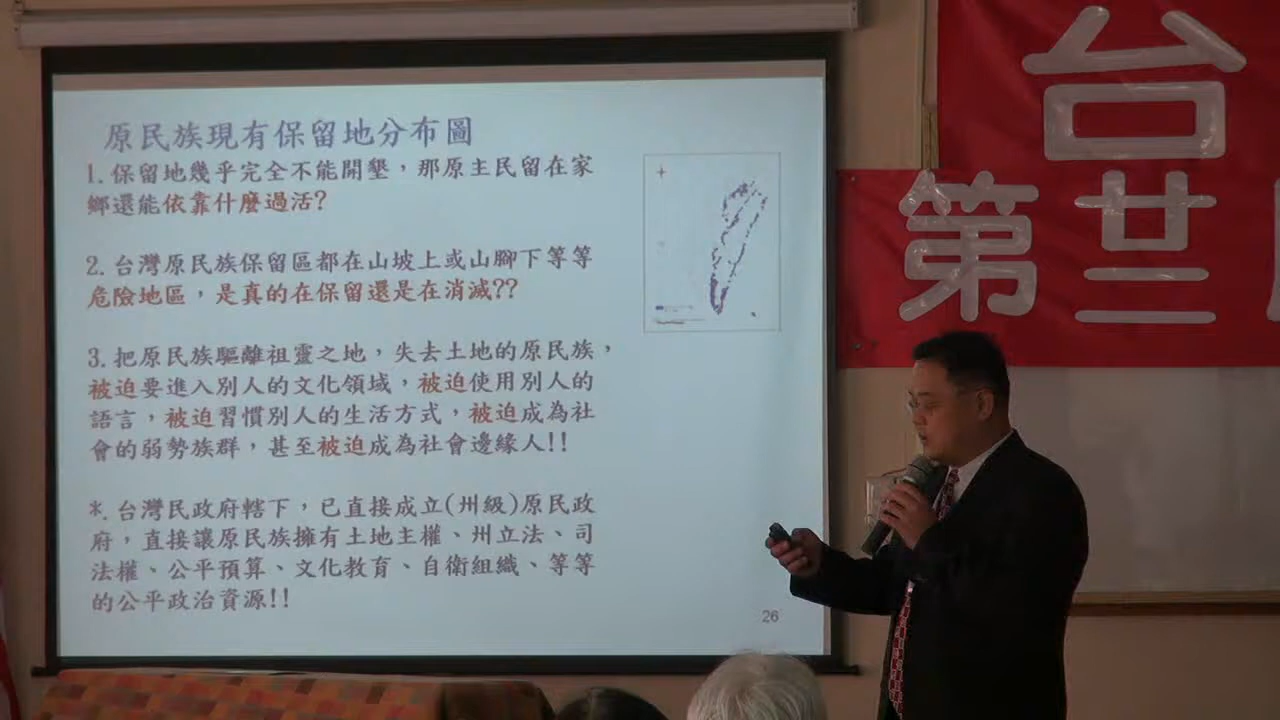 原民族現有保留地分布圖
1. 保留地幾乎完全不能開墾，那原主民留在家
鄉還能依靠什麼過活?
2. 台灣原民族保留區都在山坡上或山腳下等等
危險地區，是真的在保留還是在消滅??
3. 把原民族驅離祖靈之地，失去土地的原民族，
被迫要進入別人的文化領域，被迫使用別人的
語言，被迫習慣別人的生活方式，被迫成為社
會的弱勢族群，甚至被迫成為社會邊緣人!!
*. 台灣民政府轄下，已直接成立(州級)原民政
府，直接讓原民族擁有土地主權、州立法、司
法權、公平預算、文化教育、自衛組織、等等
的公平政治資源!!
26
台
第廿二